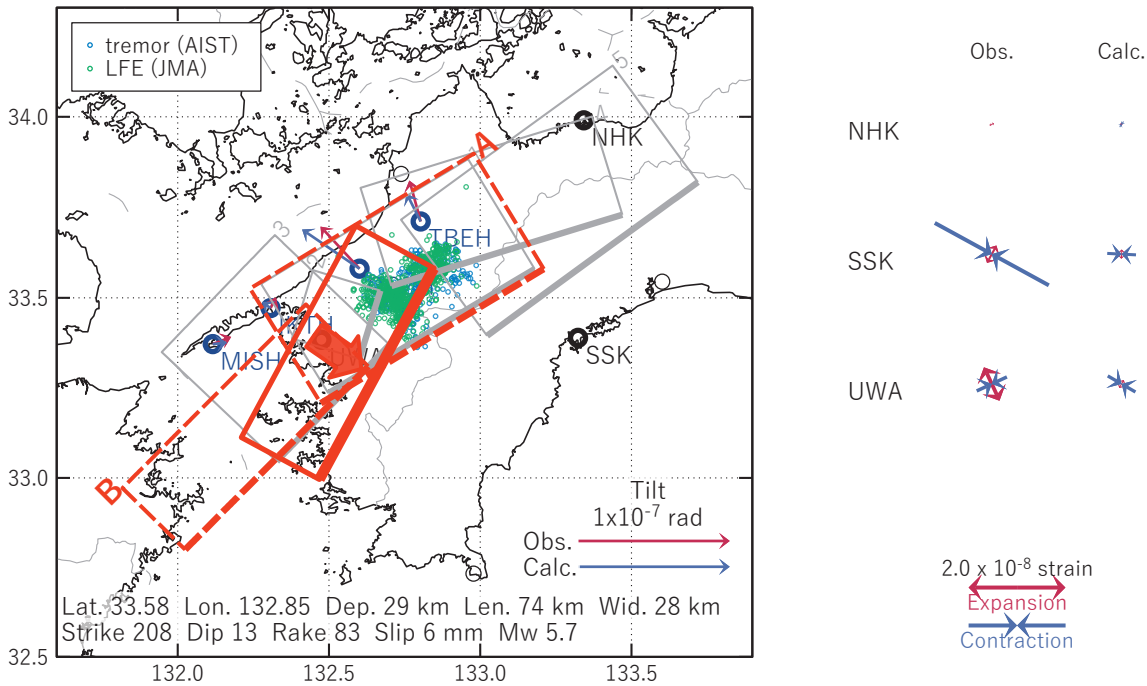 tremor (AIST)
LFE (JMA)
34.0
33.5
33.0
32.5
132.0
132.5
133.0
133.5
A
B
NHK
TBEH
MISH
UWA
SSK
Tilt
1x10⁻⁷ rad
Obs.
Calc.
Lat. 33.58 Lon. 132.85 Dep. 29 km Len. 74 km Wid. 28 km
Strike 208 Dip 13 Rake 83 Slip 6 mm Mw 5.7
Obs. Calc.
NHK
SSK
UWA
2.0 x 10⁻⁸ strain
Expansion
Contraction